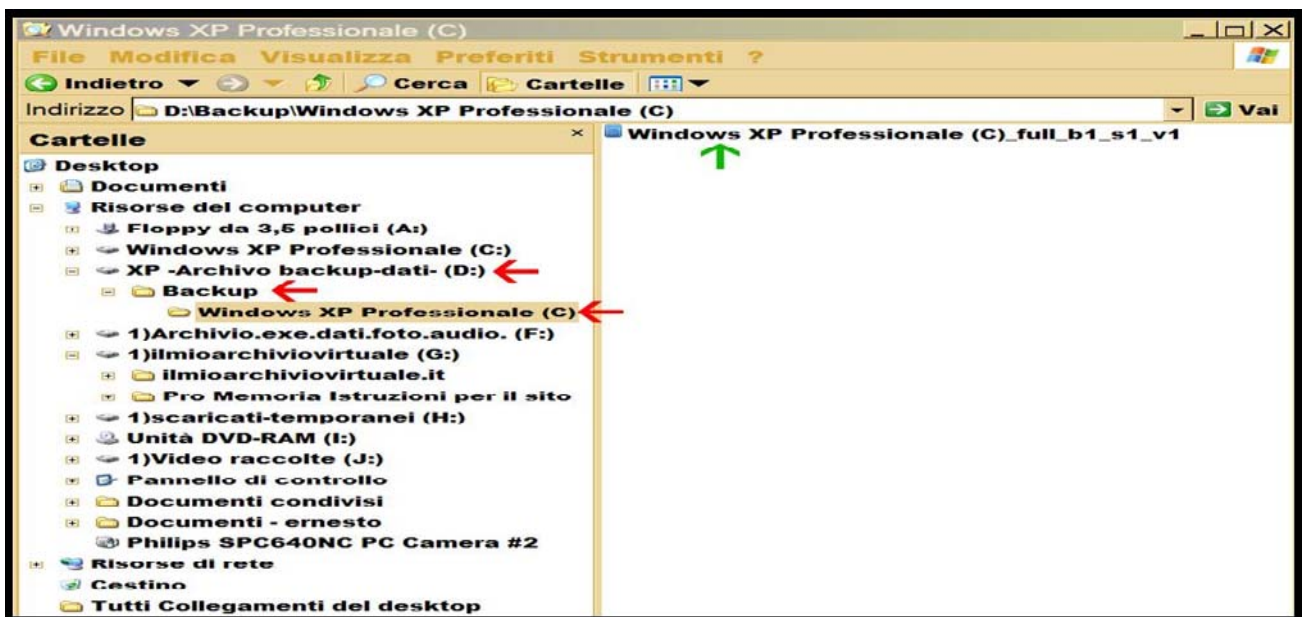 Windows XP Professionale (C)
File Modifica Visualizza Preferiti Strumenti ?
Indietro Cerca Cartelle
Indirizzo D:\Backup\Windows XP Professionale (C) Vai
Cartelle
Desktop
Documenti
Risorse del computer
Floppy da 3,5 pollici (A:)
Windows XP Professionale (C:)
XP -Archivo backup-dati- (D:)
Backup
Windows XP Professionale (C)
1)Archivio.exe.dati.foto.audio. (F:)
1)ilmioarchiviovirtuale (G:)
ilmioarchiviovirtuale.it
Pro Memoria Istruzioni per il sito
1)scaricati-temporanei (H:)
Unità DVD-RAM (I:)
1)Video raccolte (J:)
Pannello di controllo
Documenti condivisi
Documenti - ernesto
Philips SPC640NC PC Camera #2
Risorse di rete
Cestino
Tutti Collegamenti del desktop
Windows XP Professionale (C)_full_b1_s1_v1